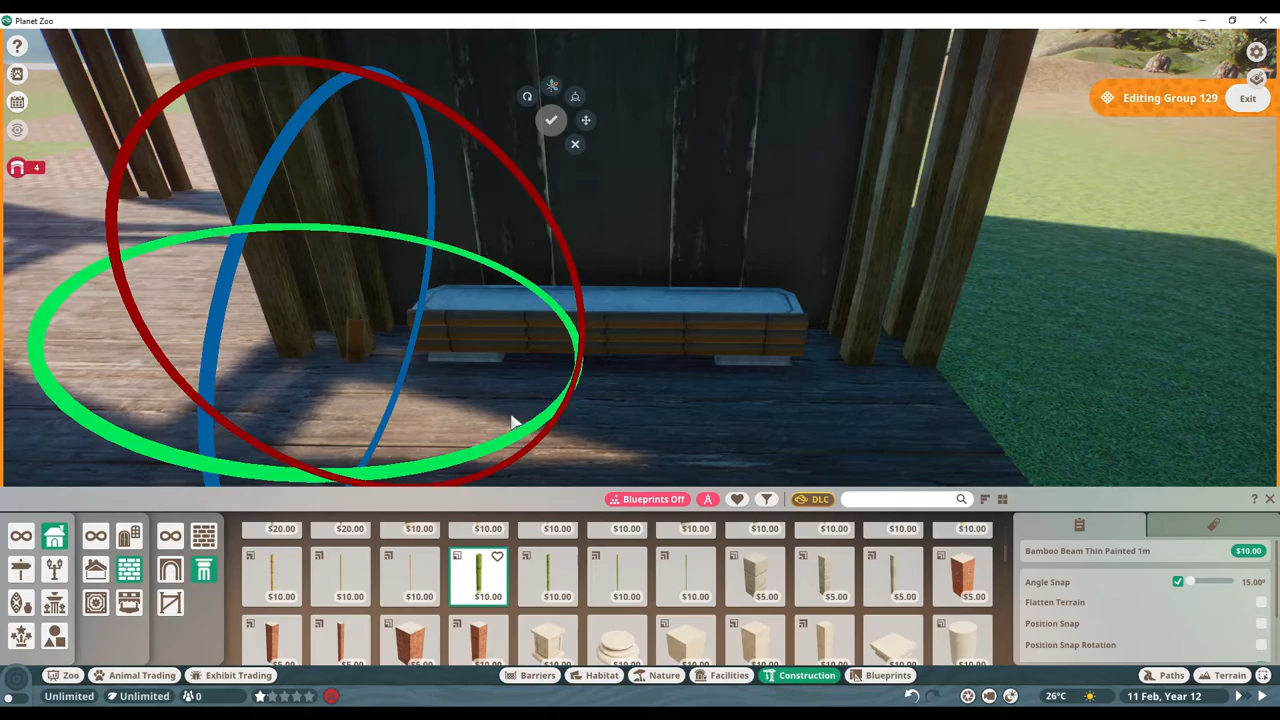 Planet Zoo
Editing Group 129
Exit
4
Blueprints Off
DLC
$20.00 $20.00 $10.00 $10.00 $10.00 $10.00 $10.00 $10.00 $10.00 $10.00 $10.00
Bamboo Beam Thin Painted 1m $10.00
$10.00 $10.00 $10.00 $10.00 $10.00 $10.00 $10.00 $5.00 $5.00 $5.00 $5.00
Angle Snap 15.00°
Flatten Terrain
Position Snap
Position Snap Rotation
Zoo Animal Trading Exhibit Trading Barriers Habitat Nature Facilities Construction Blueprints Paths Terrain
Unlimited Unlimited 0 26°C 11 Feb, Year 12